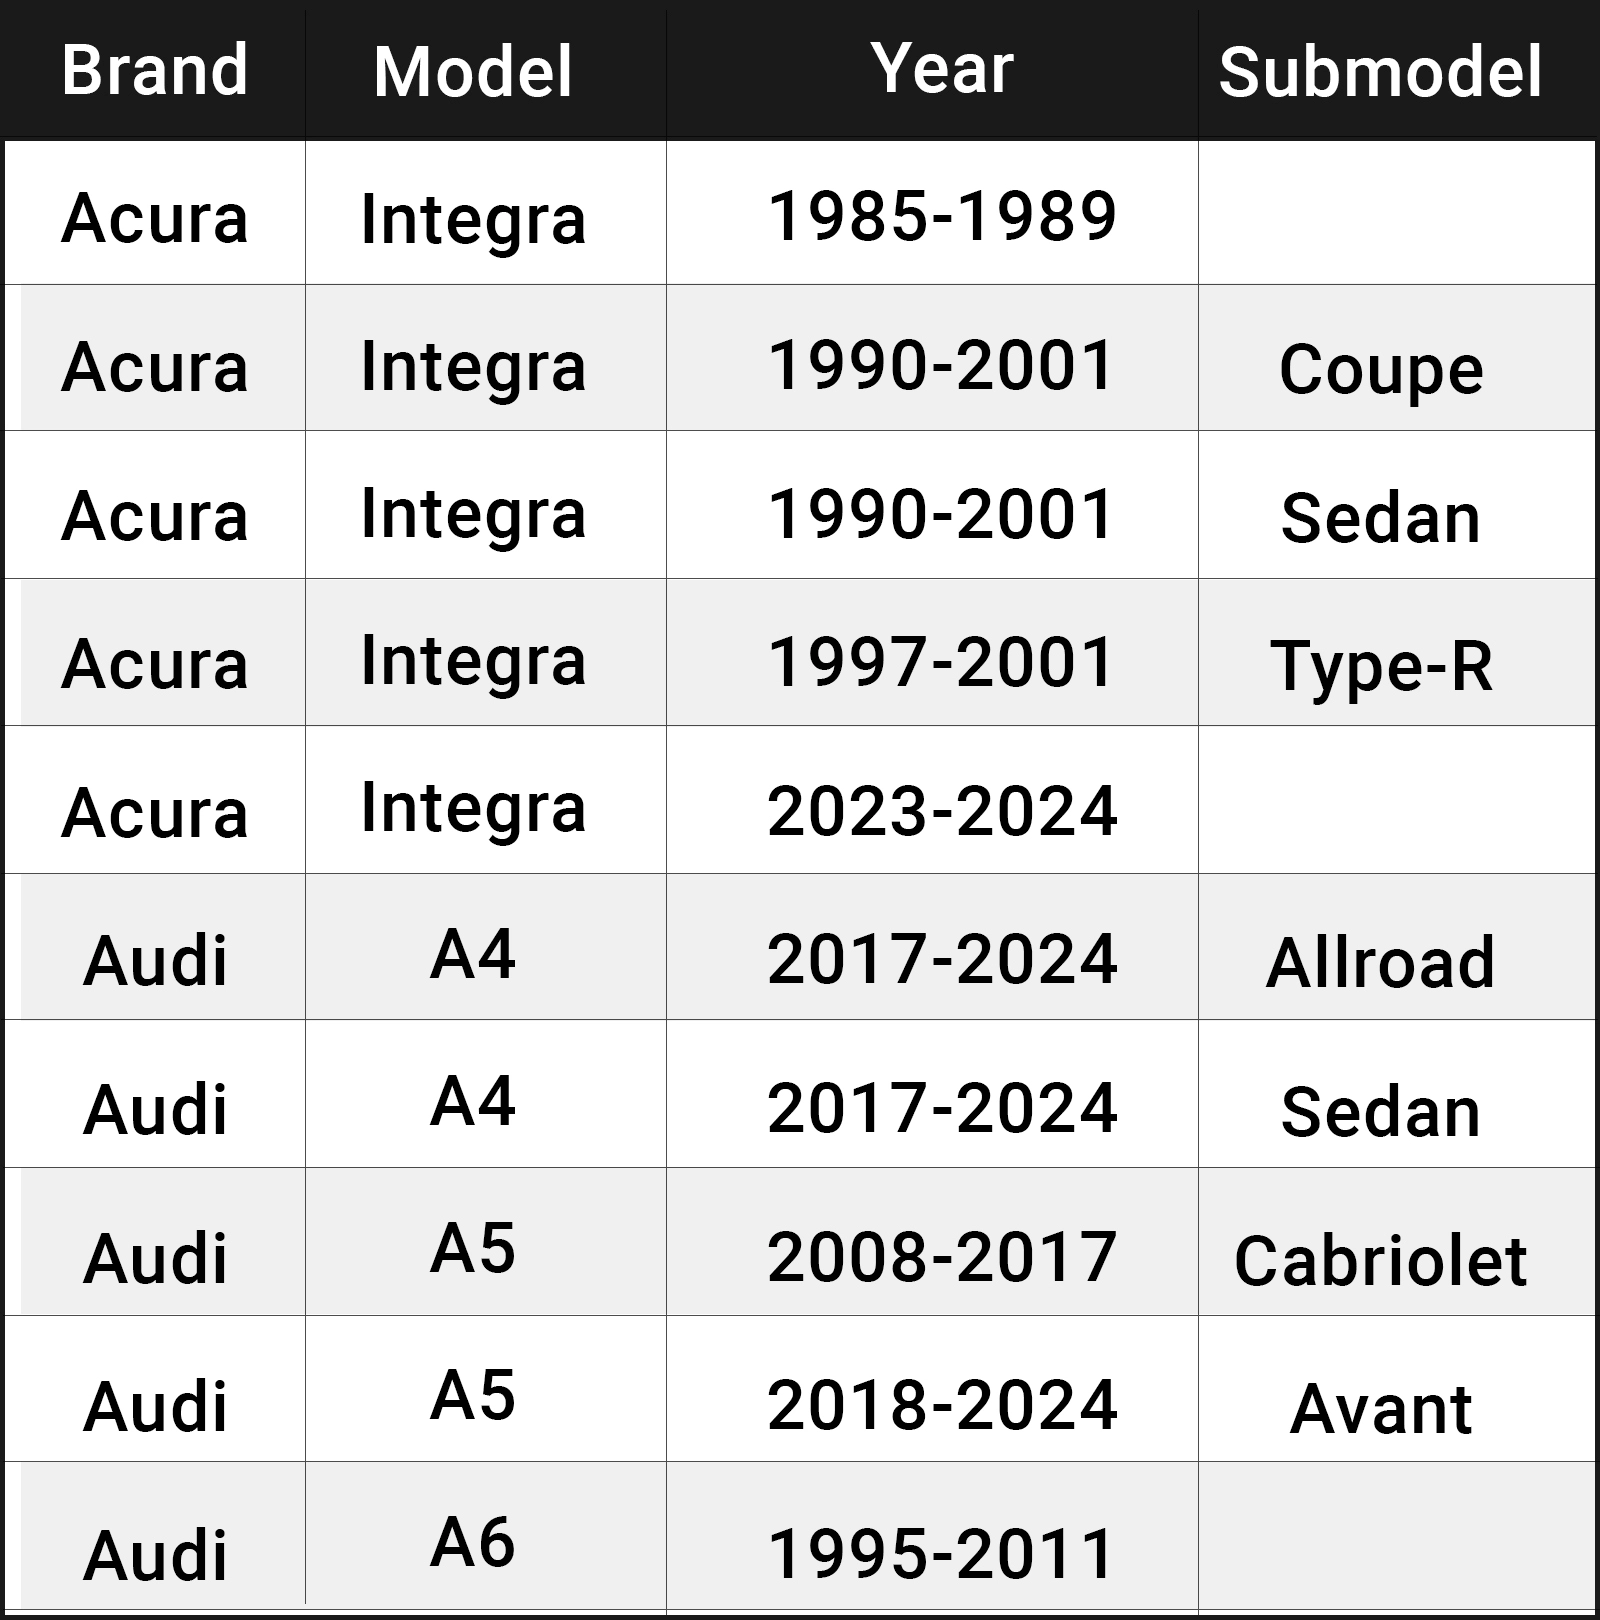 Brand Model Year Submodel
Acura Integra 1985-1989
Acura Integra 1990-2001 Coupe
Acura Integra 1990-2001 Sedan
Acura Integra 1997-2001 Type-R
Acura Integra 2023-2024
Audi A4 2017-2024 Allroad
Audi A4 2017-2024 Sedan
Audi A5 2008-2017 Cabriolet
Audi A5 2018-2024 Avant
Audi A6 1995-2011